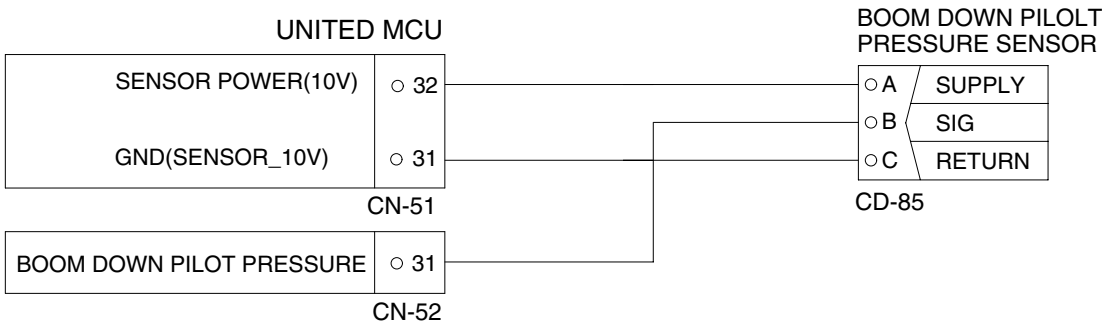 UNITED MCU
BOOM DOWN PILOLT
PRESSURE SENSOR
SENSOR POWER(10V) 32
A SUPPLY
B SIG
GND(SENSOR_10V) 31
C RETURN
CN-51
CD-85
BOOM DOWN PILOT PRESSURE 31
CN-52